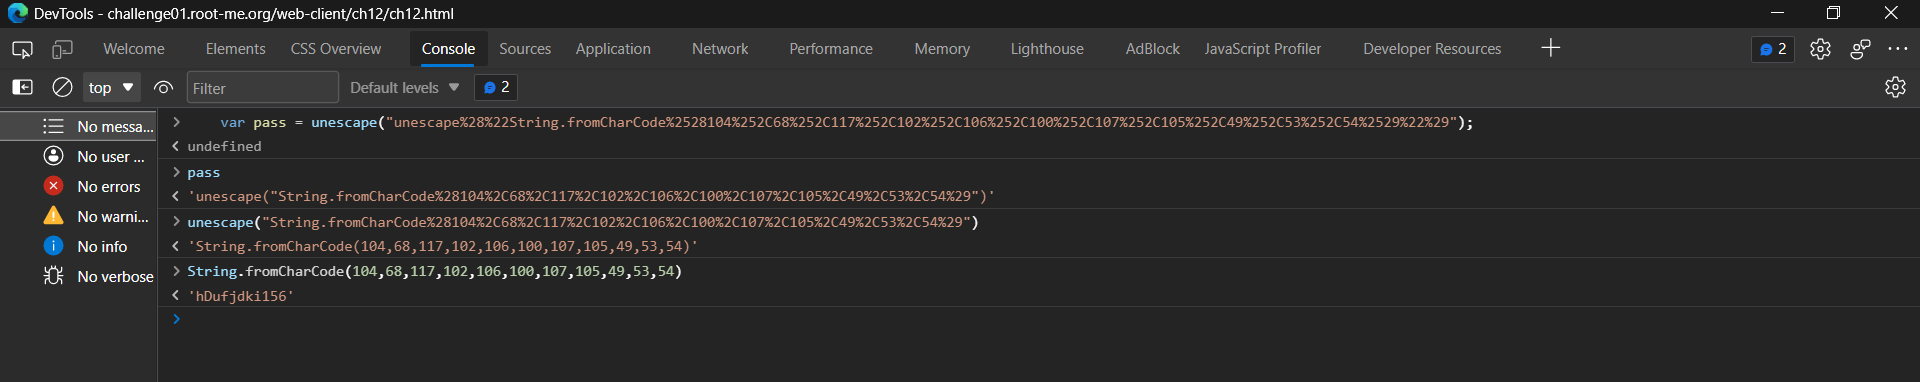 DevTools - challenge01.root-me.org/web-client/ch12/ch12.html
Welcome Elements CSS Overview Console Sources Application Network Performance Memory Lighthouse AdBlock JavaScript Profiler Developer Resources 2
top Filter Default levels 2
No messa...
No user ...
No errors
No warni...
No info
No verbose
> var pass = unescape("unescape%28%22String.fromCharCode%2528104%252C68%252C117%252C102%252C106%252C100%252C107%252C105%252C49%252C53%252C54%2529%22%29");
< undefined
> pass
< 'unescape("String.fromCharCode%28104%2C68%2C117%2C102%2C106%2C100%2C107%2C105%2C49%2C53%2C54%29")'
> unescape("String.fromCharCode%28104%2C68%2C117%2C102%2C106%2C100%2C107%2C105%2C49%2C53%2C54%29")
< 'String.fromCharCode(104,68,117,102,106,100,107,105,49,53,54)'
> String.fromCharCode(104,68,117,102,106,100,107,105,49,53,54)
< 'hDufjdki156'
>